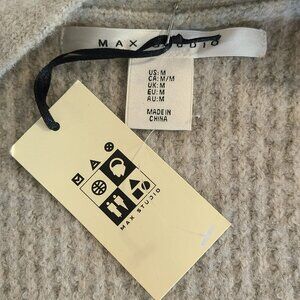 MAX STUDIO
US:M
CA:M/M
UK:M
EU:M
AU:M
MADE IN
CHINA
MAX STUDIO